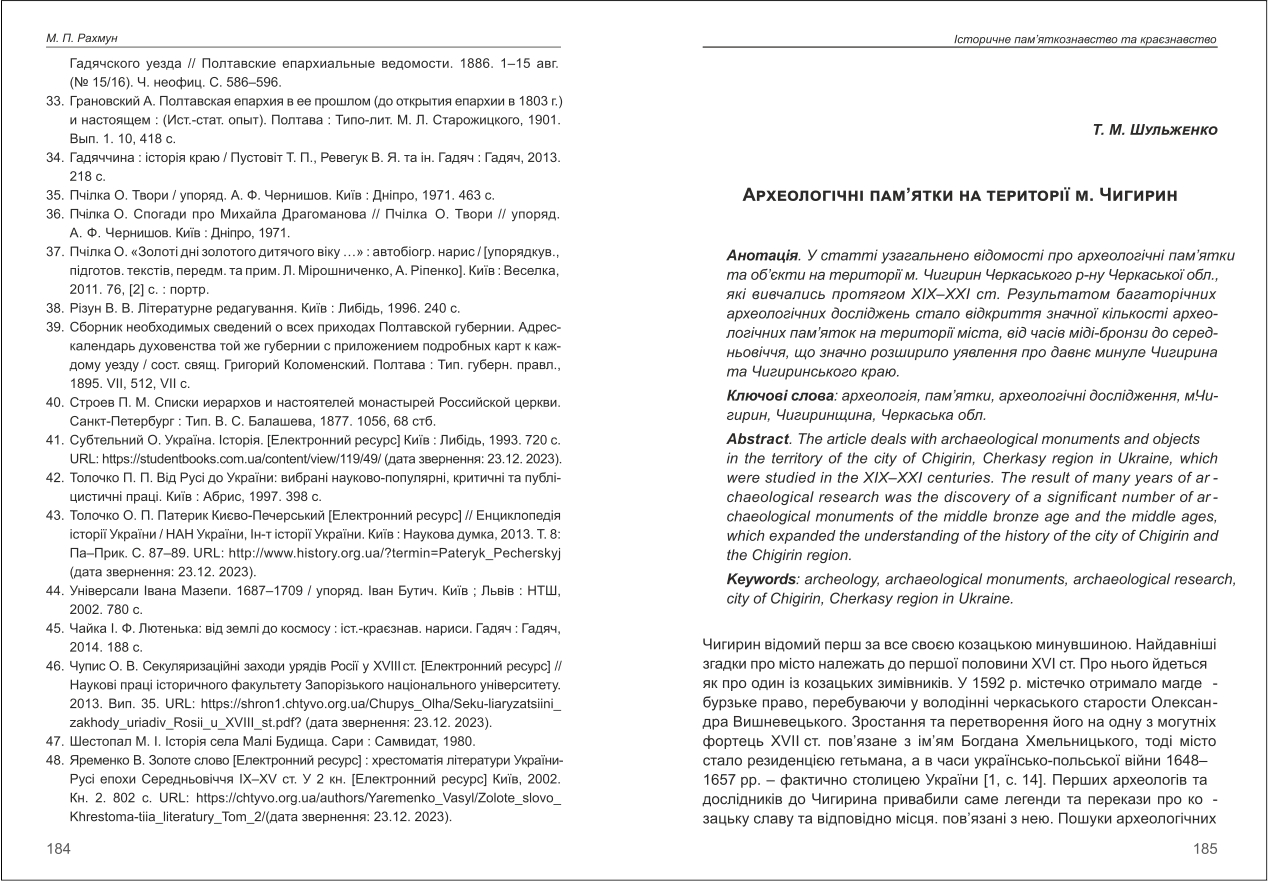 М. П. Рахмун
Гадячского уезда // Полтавские епархиальные ведомости. 1886. 1–15 авг.
(№ 15/16). Ч. неофиц. С. 586–596.
33. Грановский А. Полтавская епархия в ее прошлом (до открытия епархии в 1803 г.)
и настоящем : (Ист.-стат. опыт). Полтава : Типо-лит. М. Л. Старожицкого, 1901.
Вып. 1. 10, 418 с.
34. Гадяччина : історія краю / Пустовіт Т. П., Ревегук В. Я. та ін. Гадяч : Гадяч, 2013.
218 с.
35. Пчілка О. Твори / упоряд. А. Ф. Чернишов. Київ : Дніпро, 1971. 463 с.
36. Пчілка О. Спогади про Михайла Драгоманова // Пчілка О. Твори // упоряд.
А. Ф. Чернишов. Київ : Дніпро, 1971.
37. Пчілка О. «Золоті дні золотого дитячого віку …» : автобіогр. нарис / [упорядкув.,
підготов. текстів, передм. та прим. Л. Мірошниченко, А. Ріпенко]. Київ : Веселка,
2011. 76, [2] с. : портр.
38. Різун В. В. Літературне редагування. Київ : Либідь, 1996. 240 с.
39. Сборник необходимых сведений о всех приходах Полтавской губернии. Адрес-
календарь духовенства той же губернии с приложением подробных карт к каж-
дому уезду / сост. свящ. Григорий Коломенский. Полтава : Тип. губерн. правл.,
1895. VII, 512, VII с.
40. Строев П. М. Списки иерархов и настоятелей монастырей Российской церкви.
Санкт-Петербург : Тип. В. С. Балашева, 1877. 1056, 68 стб.
41. Субтельний О. Україна. Історія. [Електронний ресурс] Київ : Либідь, 1993. 720 с.
URL: https://studentbooks.com.ua/content/view/119/49/ (дата звернення: 23.12. 2023).
42. Толочко П. П. Від Русі до України: вибрані науково-популярні, критичні та публі-
цистичні праці. Київ : Абрис, 1997. 398 с.
43. Толочко О. П. Патерик Києво-Печерський [Електронний ресурс] // Енциклопедія
історії України / НАН України, Ін-т історії України. Київ : Наукова думка, 2013. Т. 8:
Па–Прик. С. 87–89. URL: http://www.history.org.ua/?termin=Pateryk_Pecherskyj
(дата звернення: 23.12. 2023).
44. Універсали Івана Мазепи. 1687–1709 / упоряд. Іван Бутич. Київ ; Львів : НТШ,
2002. 780 с.
45. Чайка І. Ф. Лютенька: від землі до космосу : іст.-краєзнав. нариси. Гадяч : Гадяч,
2014. 188 с.
46. Чупис О. В. Секуляризаційні заходи урядів Росії у XVIII ст. [Електронний ресурс] //
Наукові праці історичного факультету Запорізького національного університету.
2013. Вип. 35. URL: https://shron1.chtyvo.org.ua/Chupys_Olha/Seku-liaryzatsiini_
zakhody_uriadiv_Rosii_u_XVIII_st.pdf? (дата звернення: 23.12. 2023).
47. Шестопал М. І. Історія села Малі Будища. Сари : Самвидат, 1980.
48. Яременко В. Золоте слово [Електронний ресурс] : хрестоматія літератури України-
Русі епохи Середньовіччя IX–XV ст. У 2 кн. [Електронний ресурс] Київ, 2002.
Кн. 2. 802 с. URL: https://chtyvo.org.ua/authors/Yaremenko_Vasyl/Zolote_slovo_
Khrestoma-tiia_literatury_Tom_2/(дата звернення: 23.12. 2023).
184
Історичне пам’яткознавство та краєзнавство
Т. М. Шульженко
Археологічні пам’ятки на території м. Чигирин
Анотація. У статті узагальнено відомості про археологічні пам’ятки
та об’єкти на території м. Чигирин Черкаського р-ну Черкаської обл.,
які вивчались протягом XIX–XXI ст. Результатом багаторічних
археологічних досліджень стало відкриття значної кількості архео-
логічних пам’яток на території міста, від часів міді-бронзи до серед-
ньовіччя, що значно розширило уявлення про давнє минуле Чигирина
та Чигиринського краю.
Ключові слова: археологія, пам’ятки, археологічні дослідження, мЧи-
гирин, Чигиринщина, Черкаська обл.
Abstract. The article deals with archaeological monuments and objects
in the territory of the city of Chigirin, Cherkasy region in Ukraine, which
were studied in the XIX–XXI centuries. The result of many years of ar -
chaeological research was the discovery of a significant number of ar -
chaeological monuments of the middle bronze age and the middle ages,
which expanded the understanding of the history of the city of Chigirin and
the Chigirin region.
Keywords: archeology, archaeological monuments, archaeological research,
city of Chigirin, Cherkasy region in Ukraine.
Чигирин відомий перш за все своєю козацькою минувшиною. Найдавніші
згадки про місто належать до першої половини XVI ст. Про нього йдеться
як про один із козацьких зимівників. У 1592 р. містечко отримало магде -
бурзьке право, перебуваючи у володінні черкаського старости Олексан-
дра Вишневецького. Зростання та перетворення його на одну з могутніх
фортець XVII ст. пов’язане з ім’ям Богдана Хмельницького, тоді місто
стало резиденцією гетьмана, а в часи українсько-польської війни 1648–
1657 рр. – фактично столицею України [1, с. 14]. Перших археологів та
дослідників до Чигирина привабили саме легенди та перекази про ко -
зацьку славу та відповідно місця. пов’язані з нею. Пошуки археологічних
185